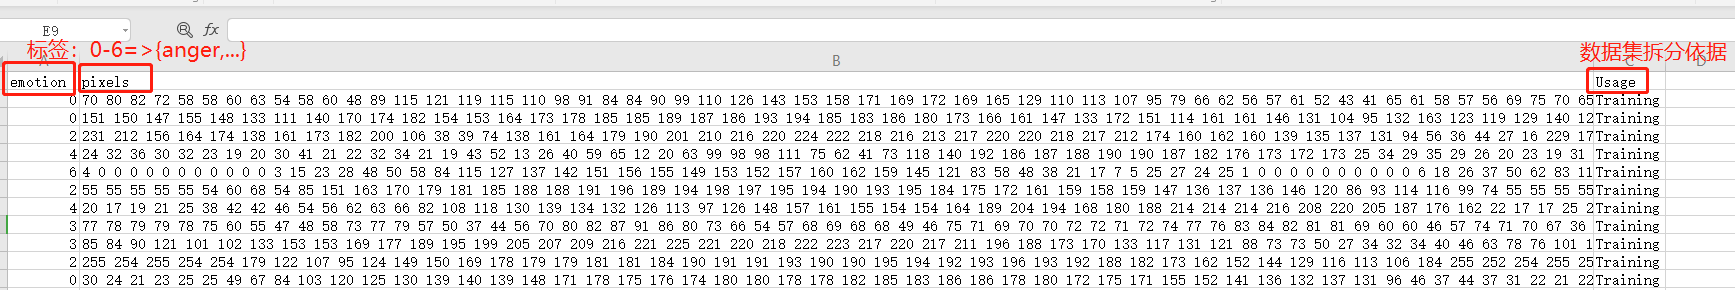 E9 fx
标签：0-6=>{anger,...}
数据集拆分依据
A B C D
emotion pixels Usage
0 70 80 82 72 58 58 60 63 54 58 60 48 89 115 121 119 115 110 98 91 84 84 90 99 110 126 143 153 158 171 169 172 169 165 129 110 113 107 95 79 66 62 56 57 61 52 43 41 65 61 58 57 56 69 75 70 65 Training
0 151 150 147 155 148 133 111 140 170 174 182 154 153 164 173 178 185 185 189 187 186 193 194 185 183 186 180 173 166 161 147 133 172 151 114 161 161 146 131 104 95 132 163 123 119 129 140 12 Training
2 231 212 156 164 174 138 161 173 182 200 106 38 39 74 138 161 164 179 190 201 210 216 220 224 222 218 216 213 217 220 220 218 217 212 174 160 162 160 139 135 137 131 94 56 36 44 27 16 229 17 Training
4 24 32 36 30 32 23 19 20 30 41 21 22 32 34 21 19 43 52 13 26 40 59 65 12 20 63 99 98 98 111 75 62 41 73 118 140 192 186 187 188 190 190 187 182 176 173 172 173 25 34 29 35 29 26 20 23 19 31 Training
6 4 0 0 0 0 0 0 0 0 0 0 0 3 15 23 28 48 50 58 84 115 127 137 142 151 156 155 149 153 152 157 160 162 159 145 121 83 58 48 38 21 17 7 5 25 27 24 25 1 0 0 0 0 0 0 0 0 0 0 6 18 26 37 50 62 83 11 Training
2 55 55 55 55 55 54 60 68 54 85 151 163 170 179 181 185 188 188 191 196 189 194 198 197 195 194 190 193 195 184 175 172 161 159 158 159 147 136 137 136 146 120 86 93 114 116 99 74 55 55 55 55 Training
4 20 17 19 21 25 38 42 42 46 54 56 62 63 66 82 108 118 130 139 134 132 126 113 97 126 148 157 161 155 154 154 164 189 204 194 168 180 188 214 214 214 216 208 220 205 187 176 162 22 17 17 25 2 Training
3 77 78 79 79 78 75 60 55 47 48 58 73 77 79 57 50 37 44 56 70 80 82 87 91 86 80 73 66 54 57 68 69 68 68 49 46 75 71 69 70 70 72 72 71 72 74 77 76 83 84 82 81 81 69 60 60 46 57 74 71 70 67 36 Training
3 85 84 90 121 101 102 133 153 153 169 177 189 195 199 205 207 209 216 221 225 221 220 218 222 223 217 220 217 211 196 188 173 170 133 117 131 121 88 73 73 50 27 34 32 34 40 46 63 78 76 101 1 Training
2 255 254 255 254 254 179 122 107 95 124 149 150 169 178 179 179 181 181 184 190 191 191 193 190 190 195 194 192 193 196 193 192 188 182 173 162 152 144 129 116 113 106 184 255 252 254 255 25 Training
0 30 24 21 23 25 25 49 67 84 103 120 125 130 139 140 139 148 171 178 175 176 174 180 180 178 178 182 185 183 186 186 178 180 172 175 171 155 152 141 136 132 137 131 96 46 37 44 37 31 22 21 22 Training